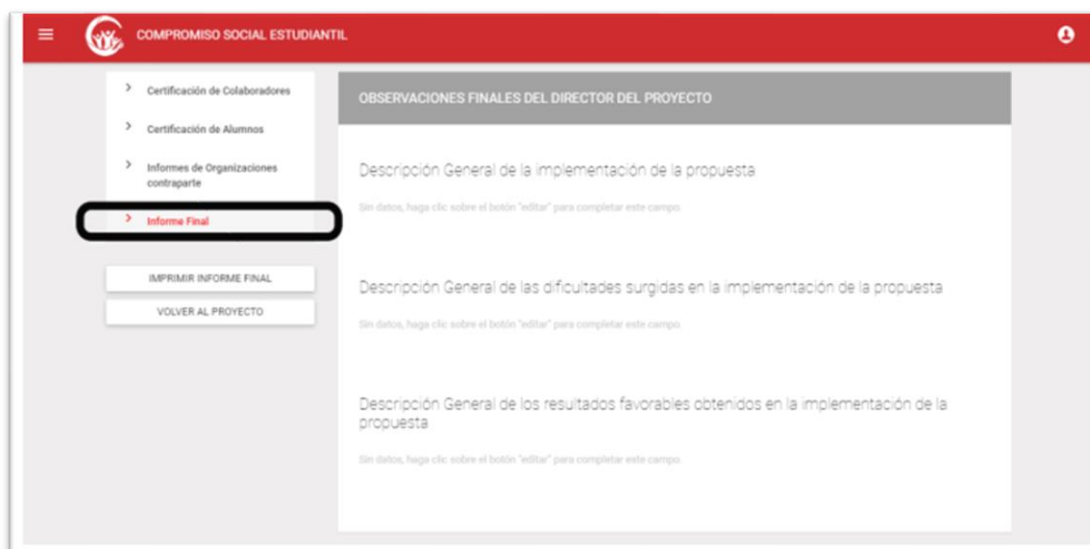 COMPROMISO SOCIAL ESTUDIANTIL
Certificación de Colaboradores
Certificación de Alumnos
Informes de Organizaciones
contraparte
Informe Final
IMPRIMIR INFORME FINAL
VOLVER AL PROYECTO
OBSERVACIONES FINALES DEL DIRECTOR DEL PROYECTO
Descripción General de la implementación de la propuesta
Sin datos, haga clic sobre el botón "editar" para completar este campo.
Descripción General de las dificultades surgidas en la implementación de la propuesta
Sin datos, haga clic sobre el botón "editar" para completar este campo.
Descripción General de los resultados favorables obtenidos en la implementación de la
propuesta
Sin datos, haga clic sobre el botón "editar" para completar este campo.